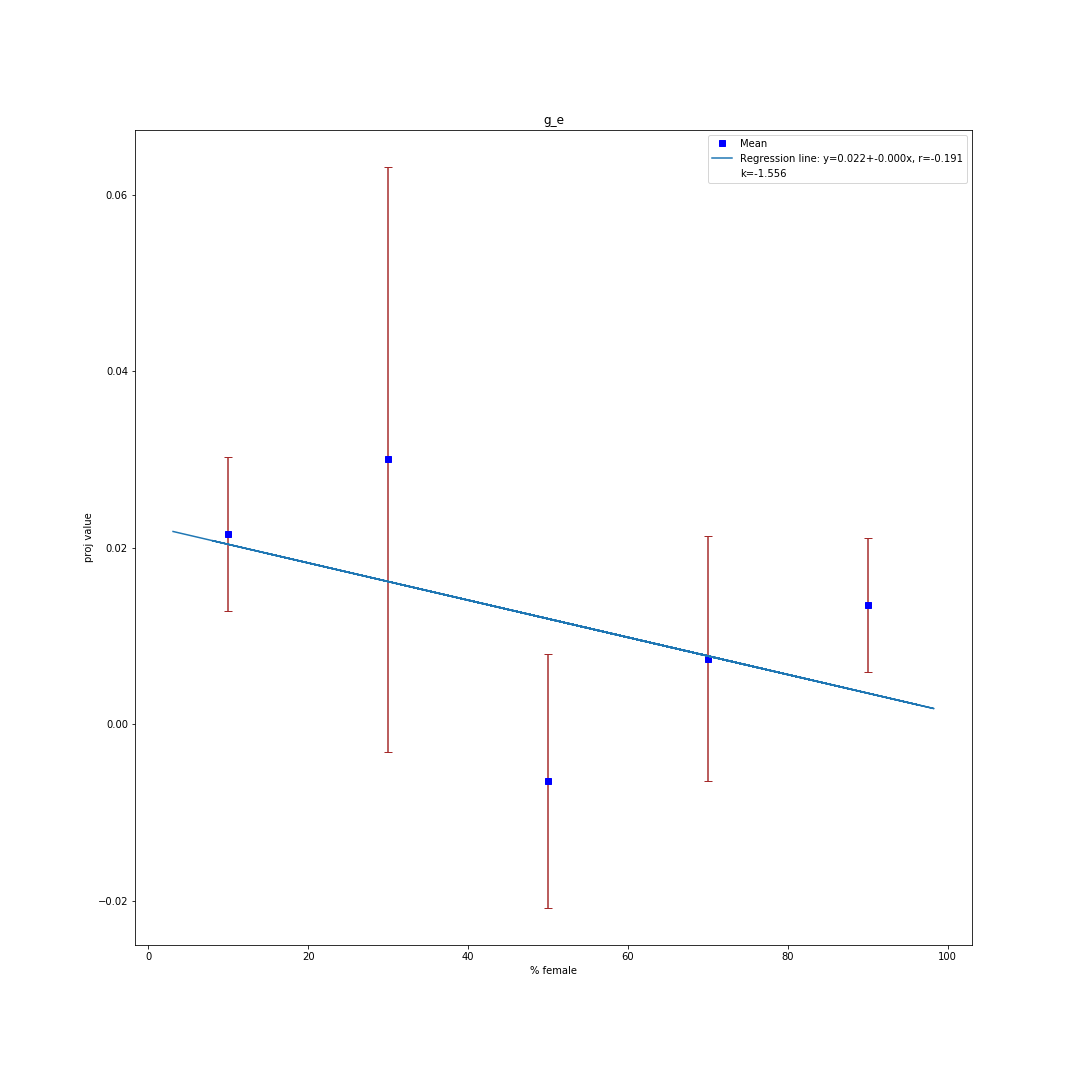 g_e
Mean
Regression line: y=0.022+-0.000x, r=-0.191
k=-1.556
0.06
0.04
0.02
0.00
−0.02
proj value
0 20 40 60 80 100
% female